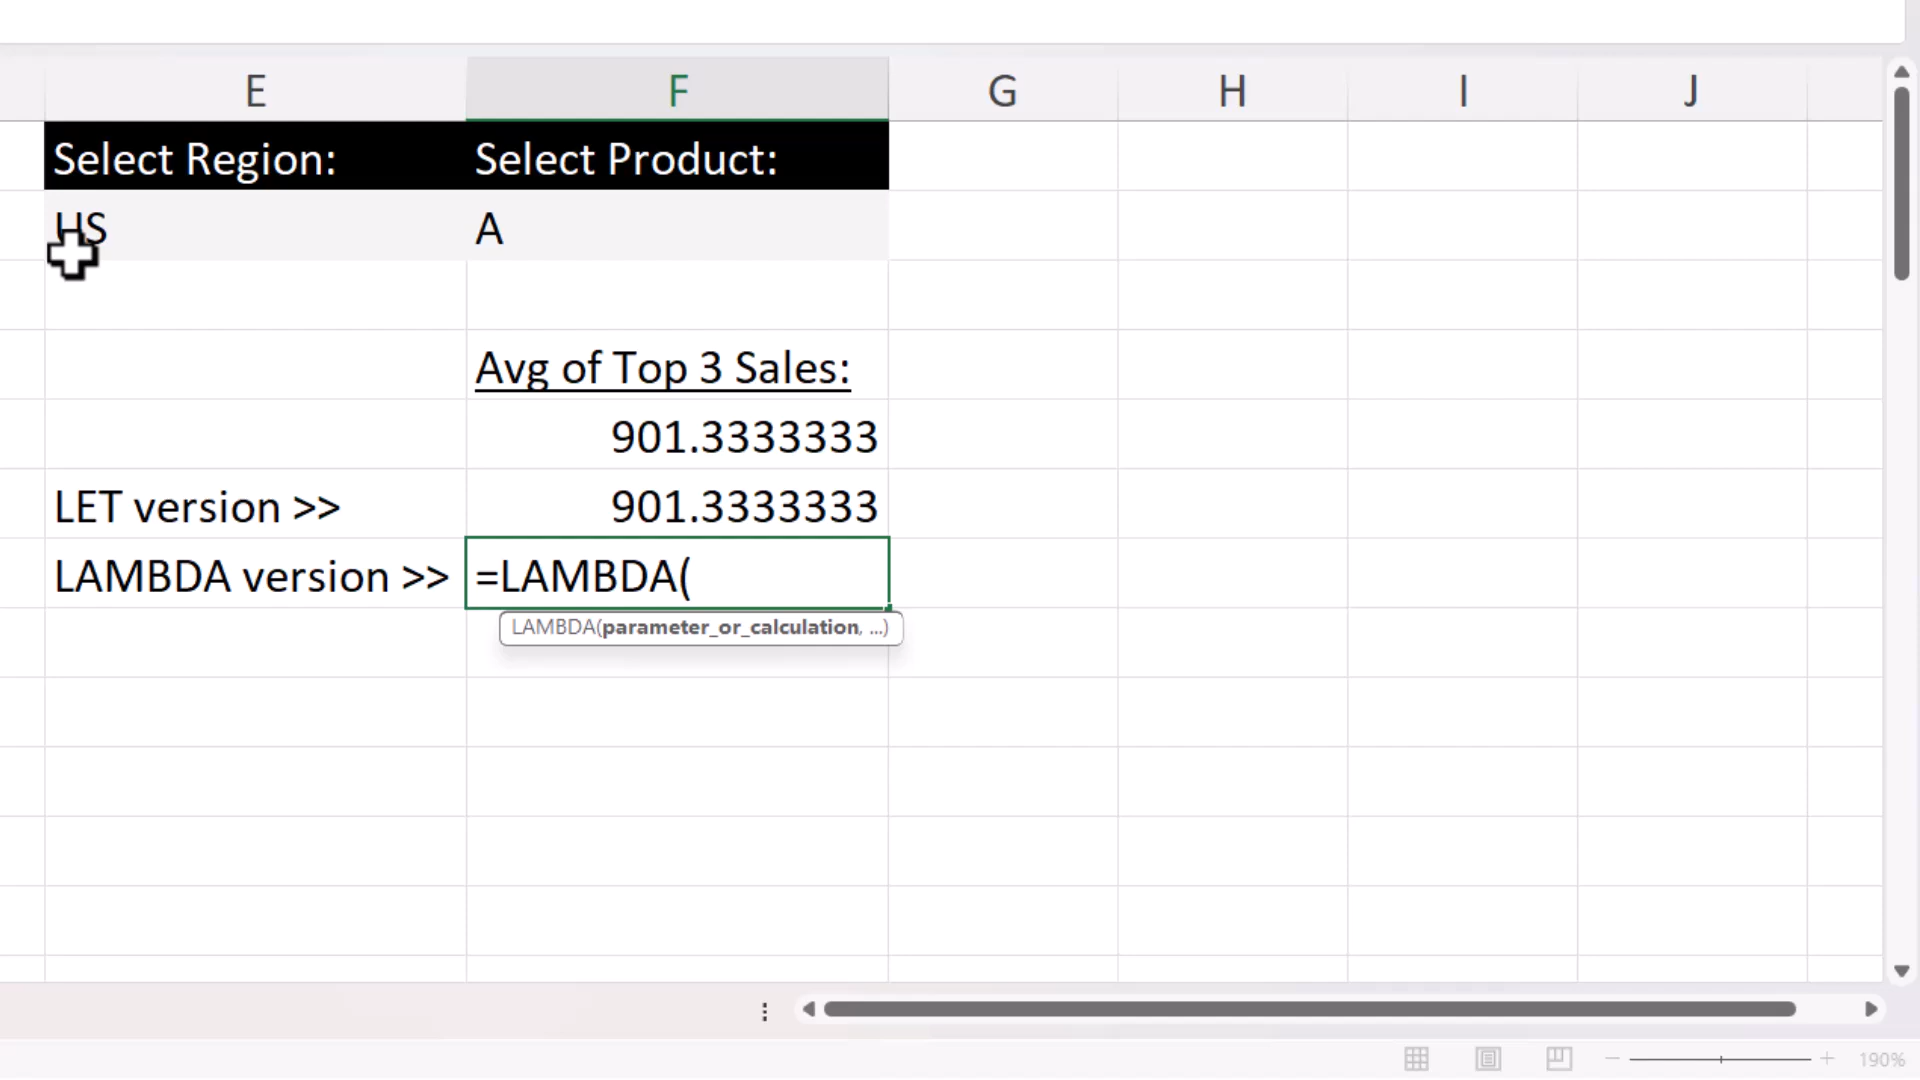 E F G H I J
Select Region: Select Product:
HS A
Avg of Top 3 Sales:
901.3333333
LET version >> 901.3333333
LAMBDA version >> =LAMBDA(
LAMBDA(parameter_or_calculation, ...)
190%